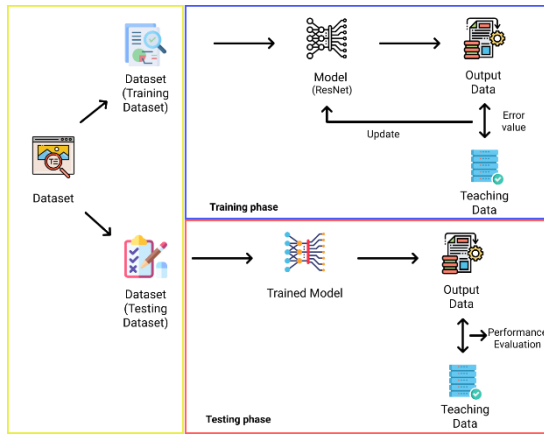 Dataset
Dataset
(Training
Dataset)
Dataset
(Testing
Dataset)
Model
(ResNet)
Output
Data
Update
Error
value
Teaching
Data
Training phase
Trained Model
Output
Data
Performance
Evaluation
Teaching
Data
Testing phase